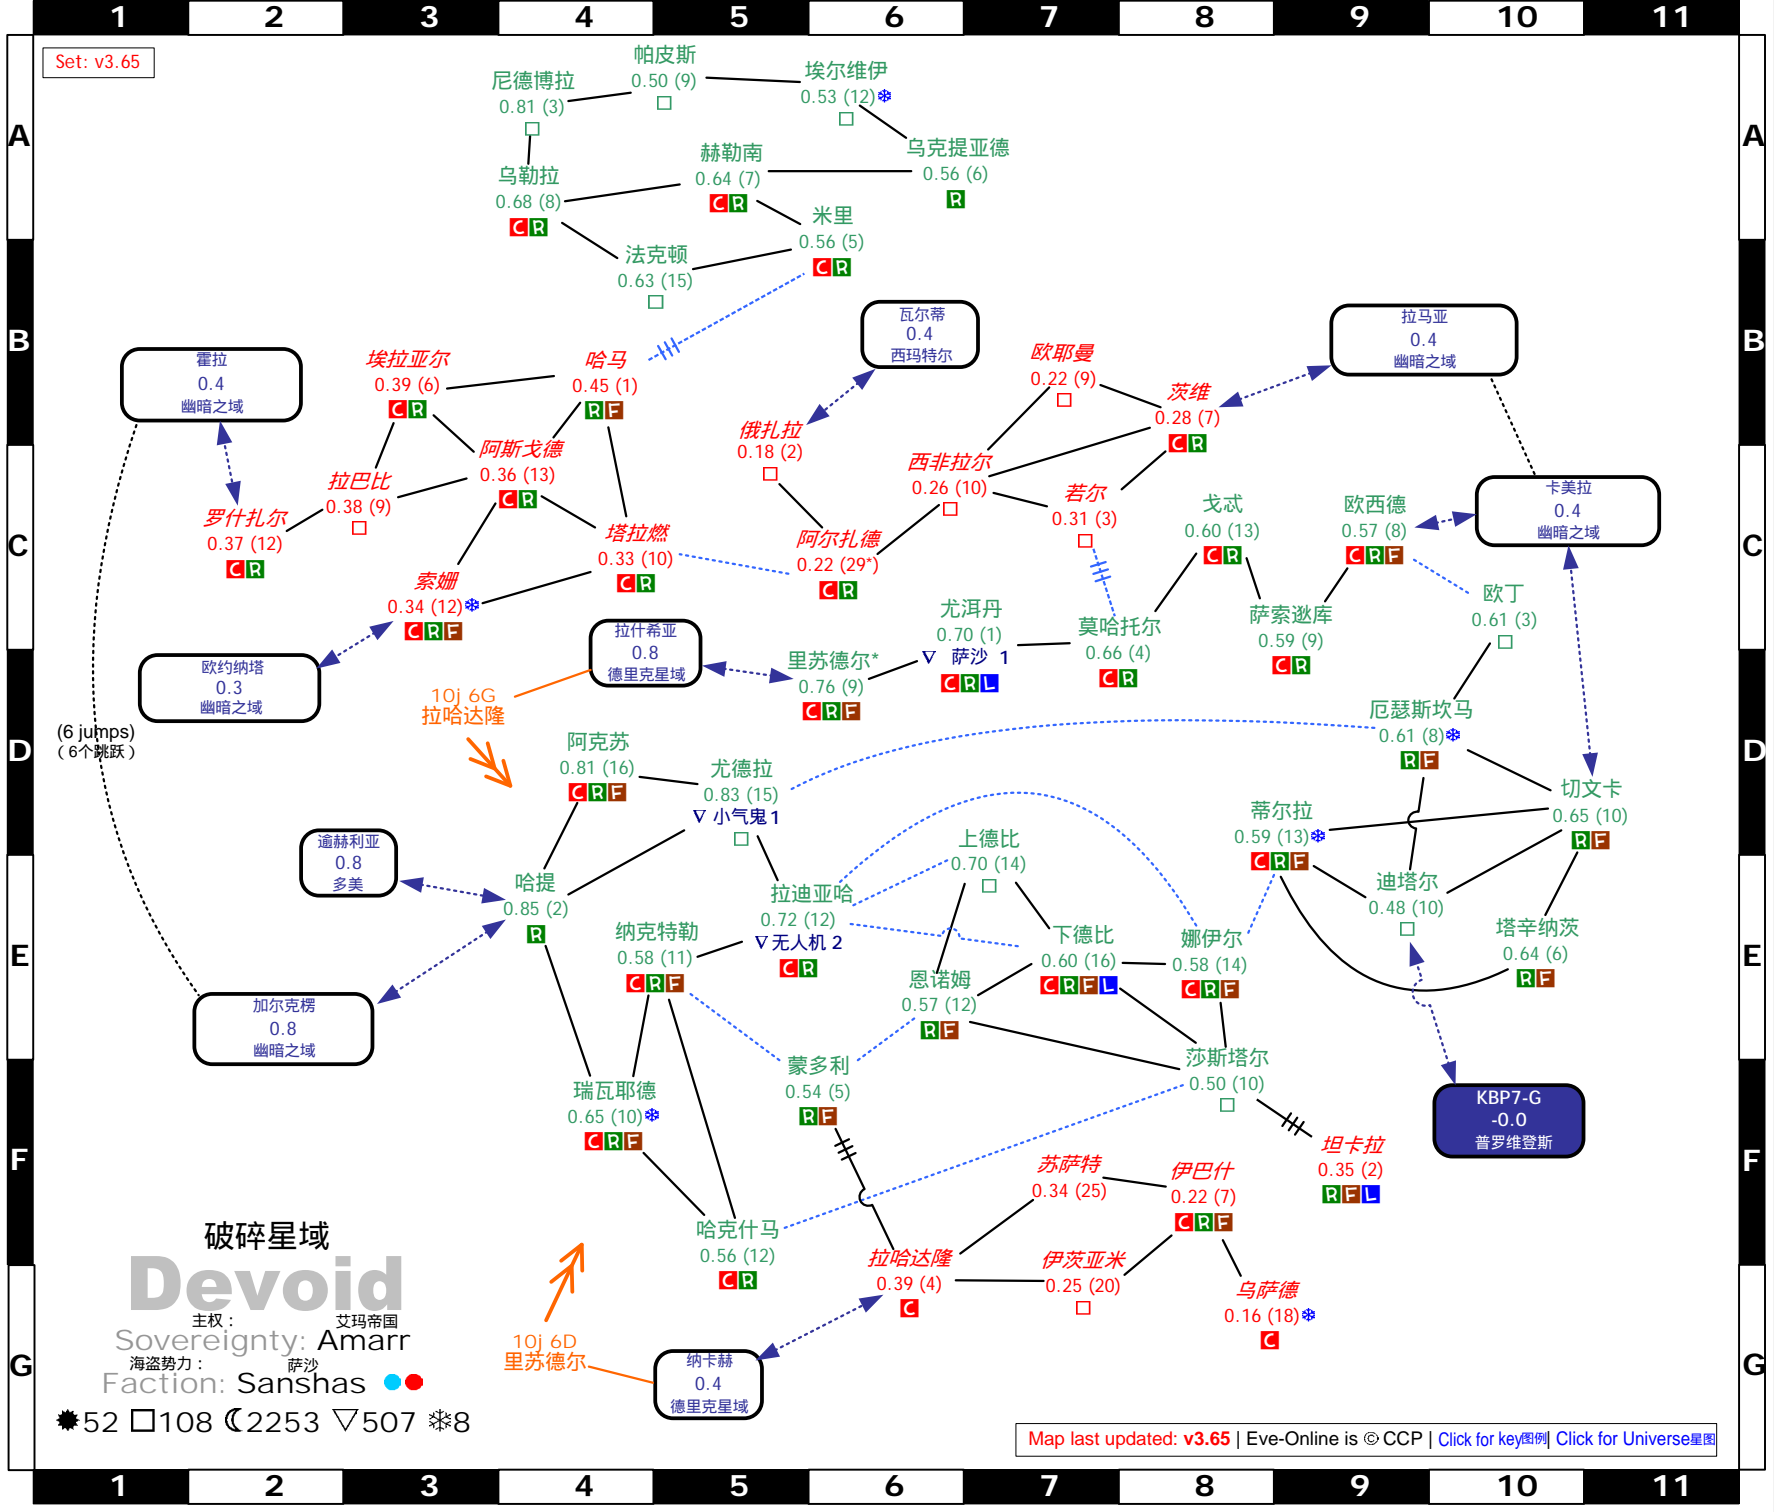 1 2 3 4 5 6 7 8 9 10 11
Set: v3.65
A
A
尼德博拉
0.81 (3)
帕皮斯
0.50 (9)
埃尔维伊
0.53 (12)
乌勒拉
0.68 (8)
C R
赫勒南
0.64 (7)
C R
乌克提亚德
0.56 (6)
R
米里
0.56 (5)
C R
法克顿
0.63 (15)
B
B
霍拉
0.4
幽暗之域
埃拉亚尔
0.39 (6)
C R
哈马
0.45 (1)
R F
瓦尔蒂
0.4
西玛特尔
欧耶曼
0.22 (9)
茨维
0.28 (7)
C R
拉马亚
0.4
幽暗之域
俄扎拉
0.18 (2)
C
C
阿斯戈德
0.36 (13)
C R
拉巴比
0.38 (9)
罗什扎尔
0.37 (12)
C R
塔拉燃
0.33 (10)
C R
索姗
0.34 (12)
C R F
阿尔扎德
0.22 (29*)
C R
西非拉尔
0.26 (10)
若尔
0.31 (3)
戈忒
0.60 (13)
C R
欧西德
0.57 (8)
C R F
卡美拉
0.4
幽暗之域
欧丁
0.61 (3)
萨索逖库
0.59 (9)
C R
尤洱丹
0.70 (1)
∇ 萨沙 1
C R L
莫哈托尔
0.66 (4)
C R
拉什希亚
0.8
德里克星域
里苏德尔*
0.76 (9)
C R F
欧约纳塔
0.3
幽暗之域
D
D
(6 jumps)
(6个跳跃)
10j 6G
拉哈达隆
阿克苏
0.81 (16)
C R F
尤德拉
0.83 (15)
∇ 小气鬼 1
厄瑟斯坎马
0.61 (8)
R F
切文卡
0.65 (10)
R F
蒂尔拉
0.59 (13)
C R F
逾赫利亚
0.8
多美
上德比
0.70 (14)
E
E
哈提
0.85 (2)
R
拉迪亚哈
0.72 (12)
∇ 无人机 2
C R
迪塔尔
0.48 (10)
塔辛纳茨
0.64 (6)
R F
纳克特勒
0.58 (11)
C R F
下德比
0.60 (16)
C R F L
娜伊尔
0.58 (14)
C R F
恩诺姆
0.57 (12)
R F
加尔克楞
0.8
幽暗之域
F
F
蒙多利
0.54 (5)
R F
莎斯塔尔
0.50 (10)
瑞瓦耶德
0.65 (10)
C R F
KBP7-G
-0.0
普罗维登斯
坦卡拉
0.35 (2)
R F L
苏萨特
0.34 (25)
伊巴什
0.22 (7)
C R F
哈克什马
0.56 (12)
C R
G
G
拉哈达隆
0.39 (4)
C
伊茨亚米
0.25 (20)
乌萨德
0.16 (18)
C
10j 6D
里苏德尔
纳卡赫
0.4
德里克星域
破碎星域
Devoid
主权: 艾玛帝国
Sovereignty: Amarr
海盗势力: 萨沙
Faction: Sanshas
52 108 2253 507 8
Map last updated: v3.65 | Eve-Online is © CCP | Click for key图例| Click for Universe星图
1 2 3 4 5 6 7 8 9 10 11